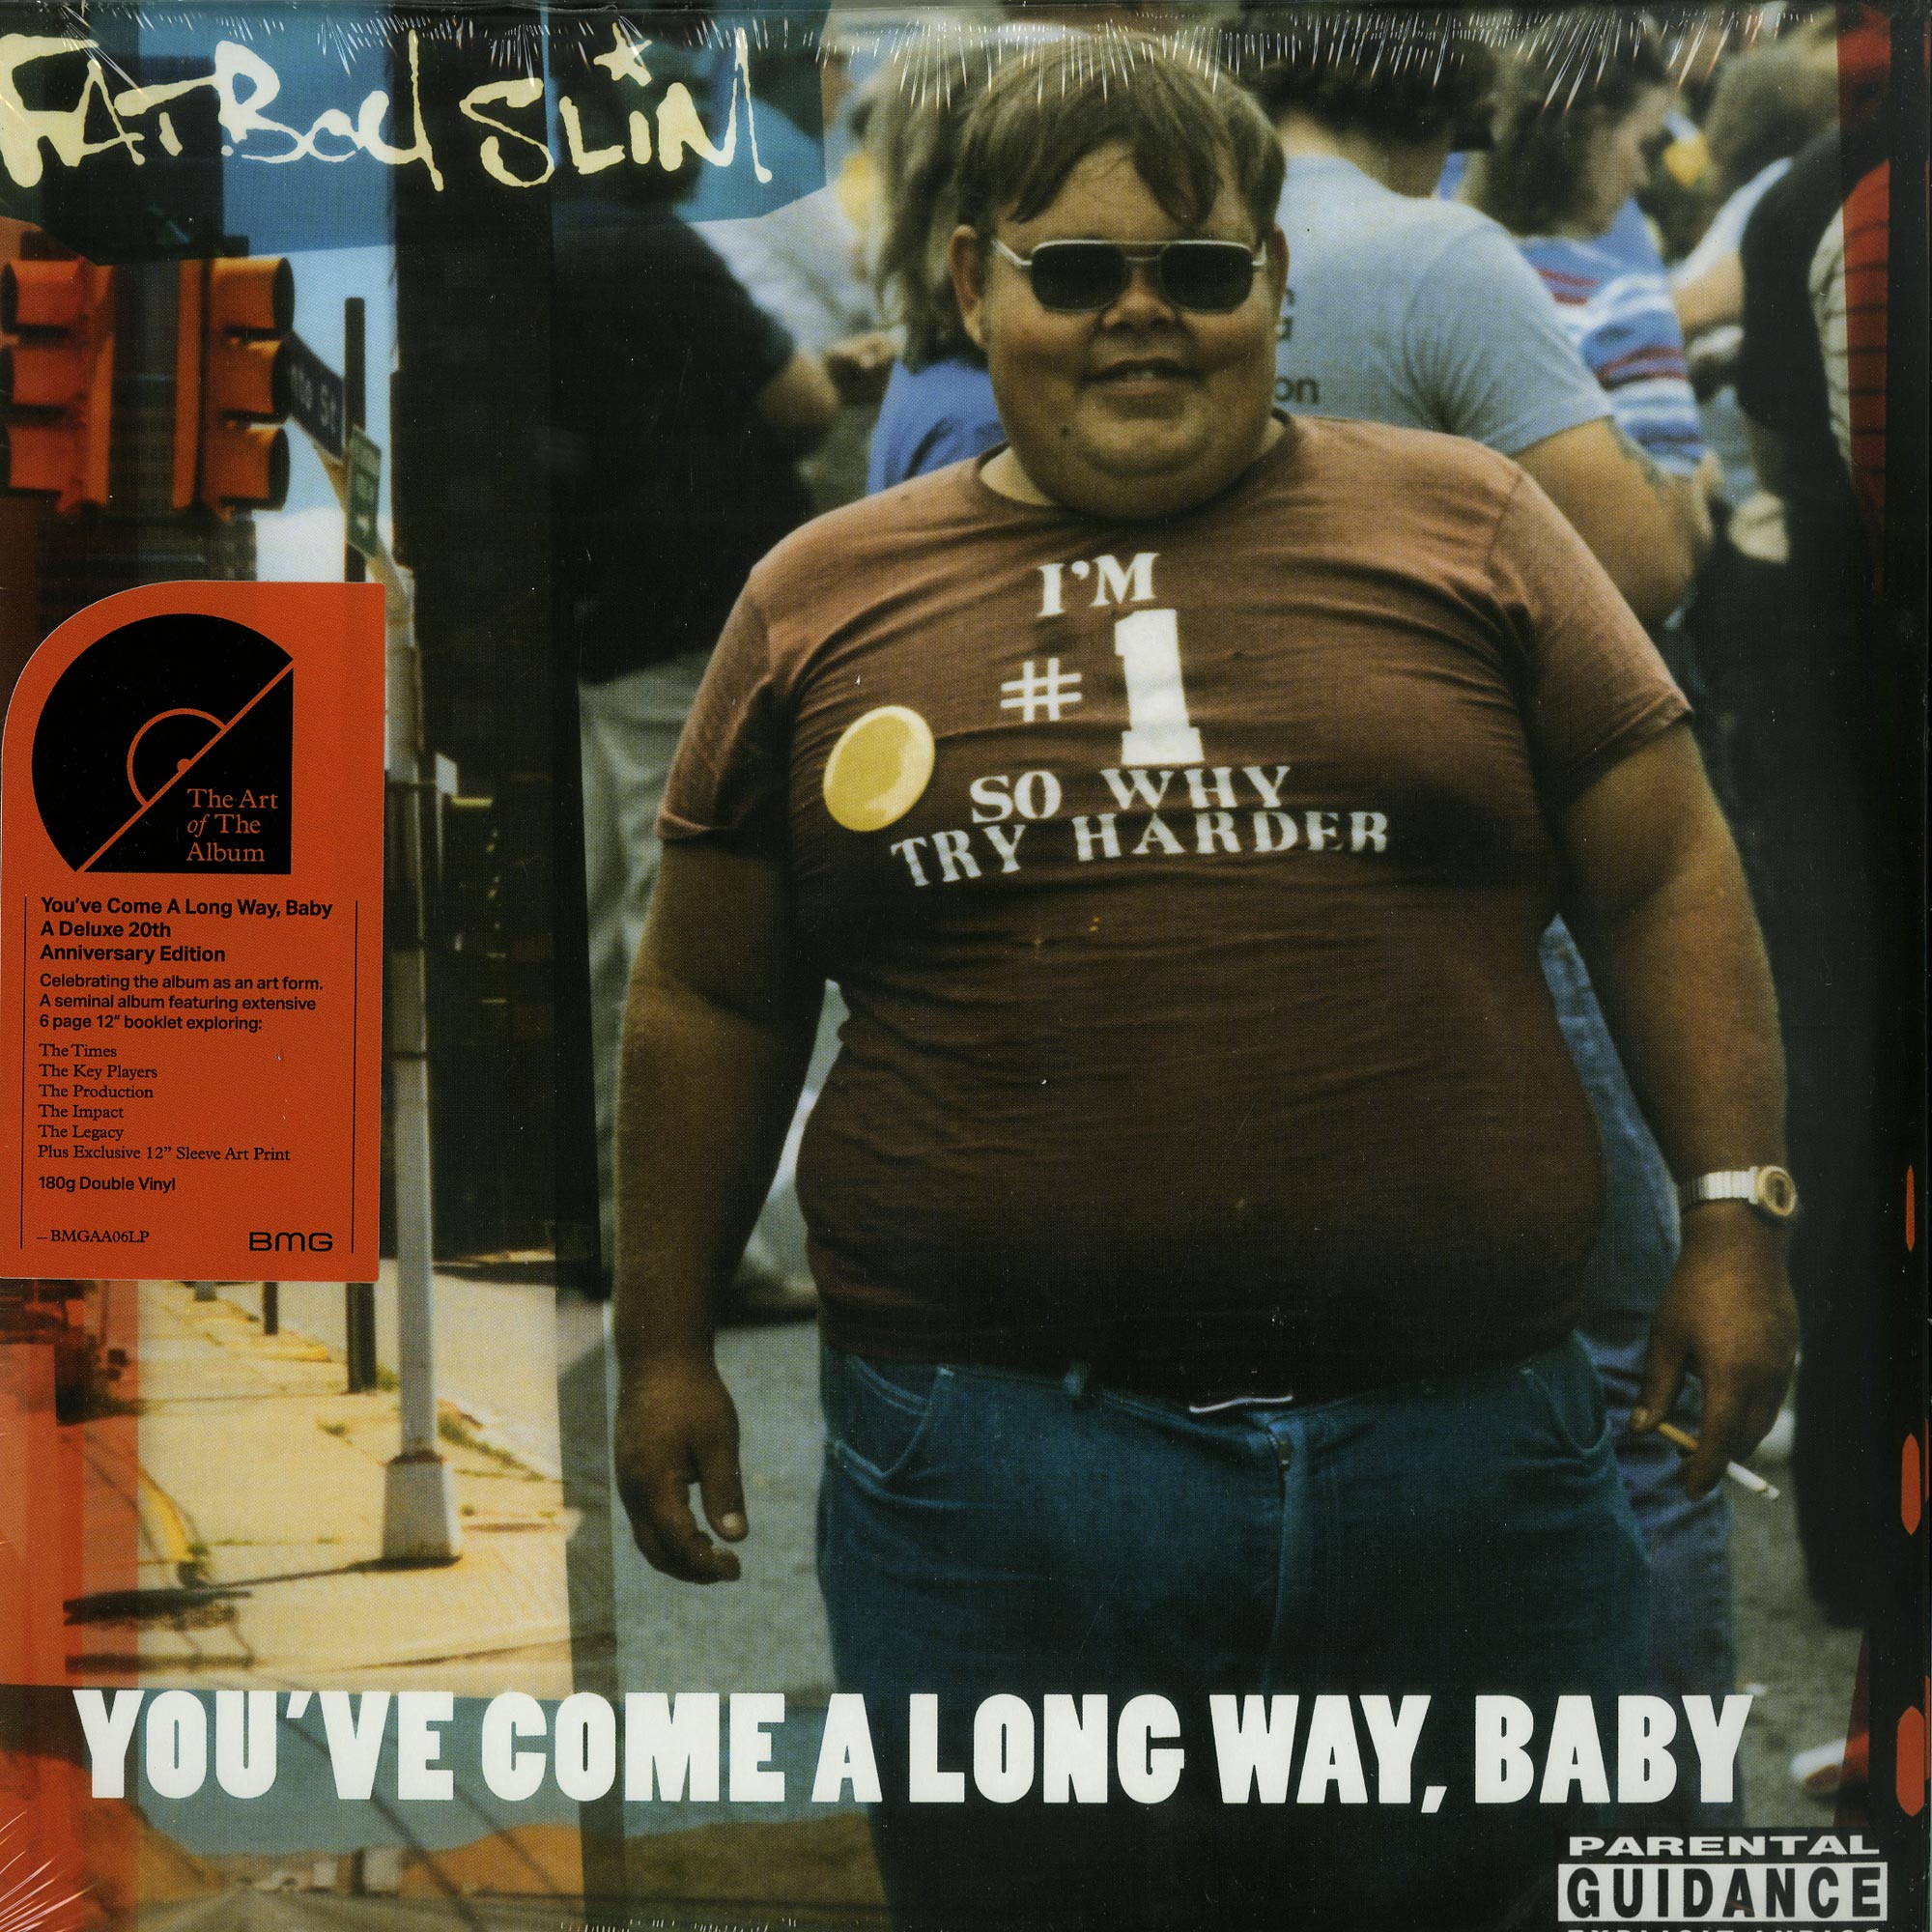 FATBOY SLIM
I'M
# 1
SO WHY
TRY HARDER
The Art
of The
Album
You've Come A Long Way, Baby
A Deluxe 20th
Anniversary Edition
Celebrating the album as an art form.
A seminal album featuring extensive
6 page 12" booklet exploring:
The Times
The Key Players
The Production
The Impact
The Legacy
Plus Exclusive 12” Sleeve Art Print
180g Double Vinyl
– BMGAA06LP
BMG
YOU'VE COME A LONG WAY, BABY
PARENTAL
GUIDANCE